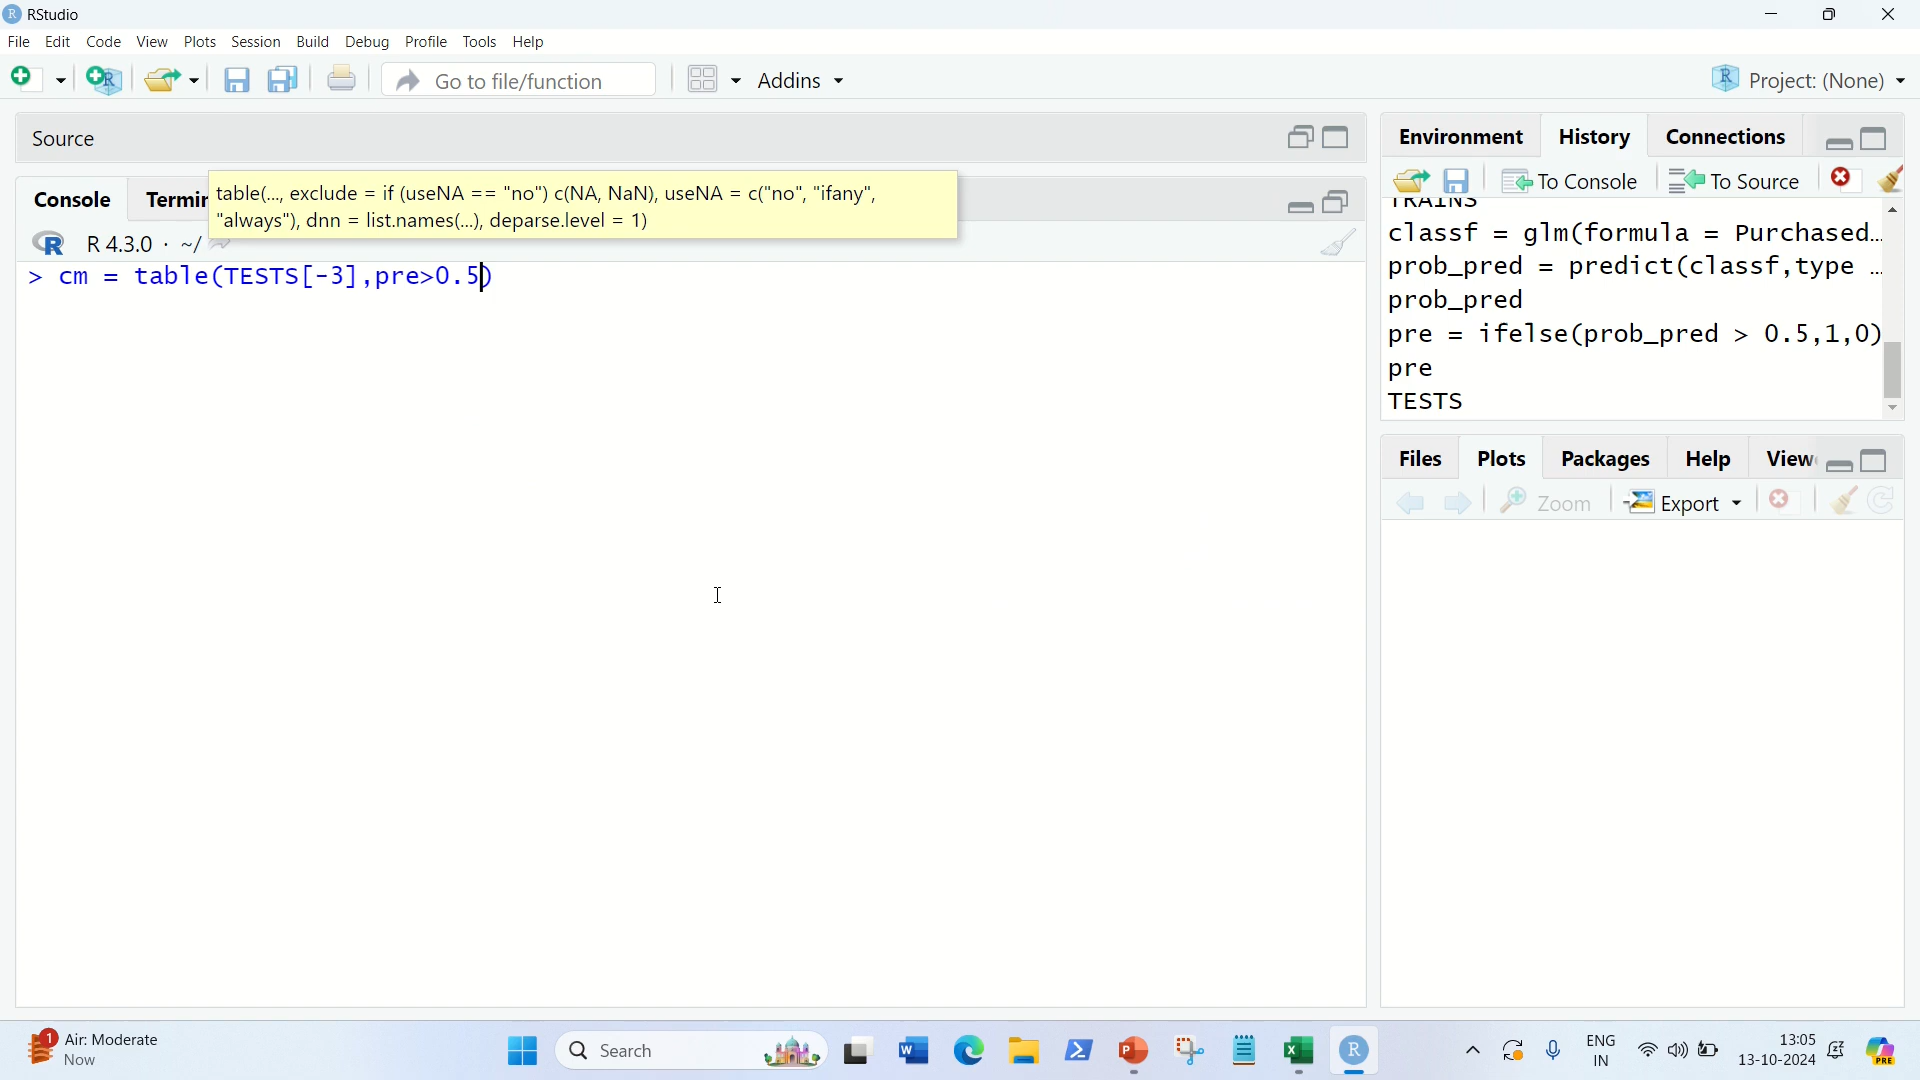 RStudio
File Edit Code View Plots Session Build Debug Profile Tools Help
Go to file/function Addins Project: (None)
Source
Console Termin
table(..., exclude = if (useNA == "no") c(NA, NaN), useNA = c("no", "ifany",
"always"), dnn = list.names(...), deparse.level = 1)
R 4.3.0 · ~/
> cm = table(TESTS[-3],pre>0.5)
Environment History Connections
To Console To Source
TRAINS
classf = glm(formula = Purchased...
prob_pred = predict(classf,type ...
prob_pred
pre = ifelse(prob_pred > 0.5,1,0)
pre
TESTS
Files Plots Packages Help View
Zoom Export
1 Air: Moderate
Now
Search
ENG
IN
13:05
13-10-2024
PRE